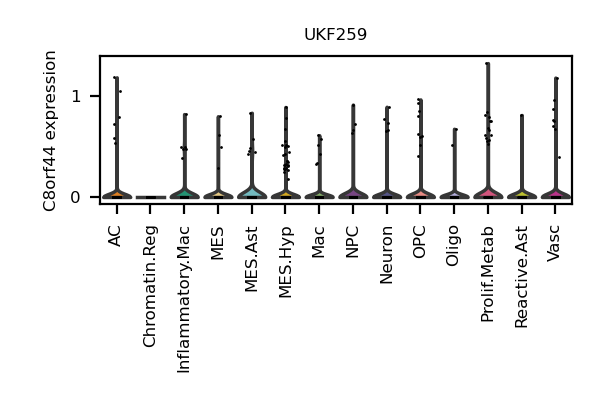 UKF259
C8orf44 expression
1
0
AC
Chromatin.Reg
Inflammatory.Mac
MES
MES.Ast
MES.Hyp
Mac
NPC
Neuron
OPC
Oligo
Prolif.Metab
Reactive.Ast
Vasc